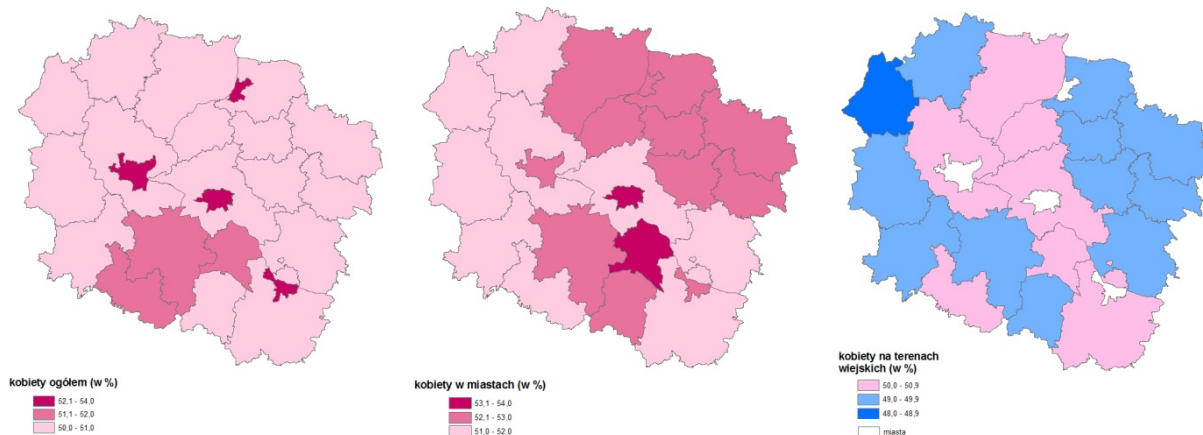 kobiety ogółem (w %)
52,1 - 54,0
51,1 - 52,0
50,0 - 51,0
kobiety w miastach (w %)
53,1 - 54,0
52,1 - 53,0
51,0 - 52,0
kobiety na terenach
wiejskich (w %)
50,0 - 50,9
49,0 - 49,9
48,0 - 48,9
miasta